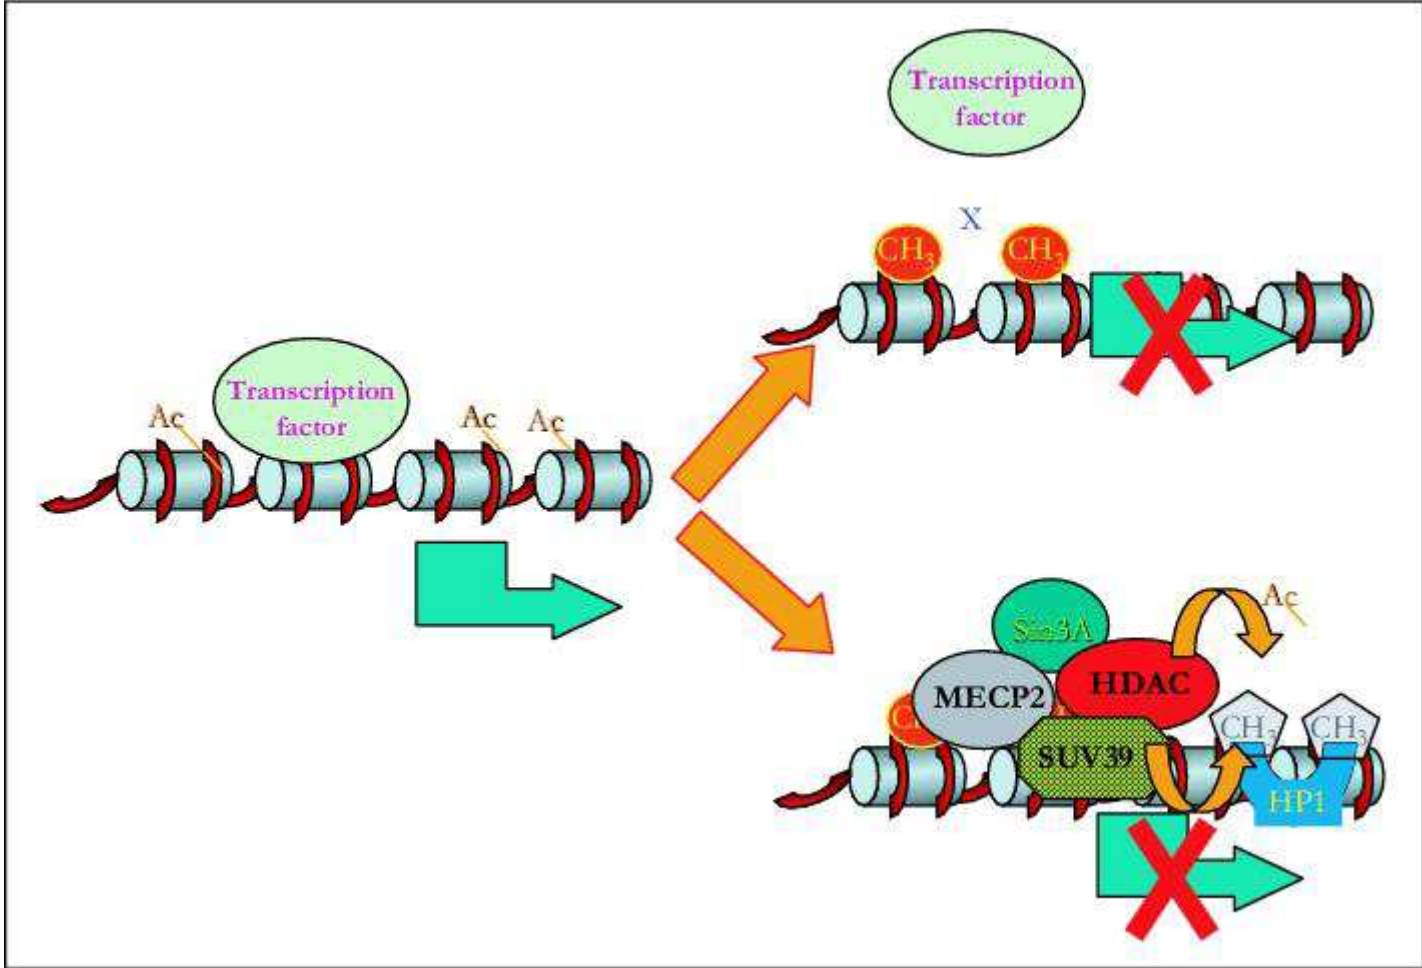 Transcription
factor
X
CH3
CH3
Transcription
factor
Ac
Ac
Ac
Sin3A
Ac
MECP2
HDAC
CH3
CH3
SUV39
HP1